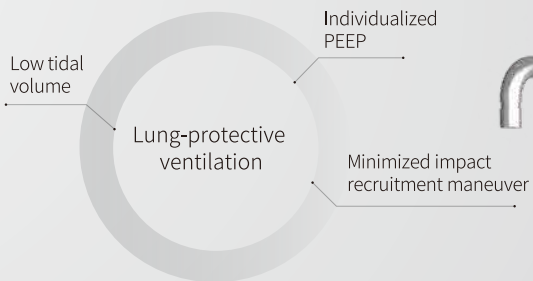 Individualized
PEEP
Low tidal
volume
Lung-protective
ventilation
Minimized impact
recruitment maneuver